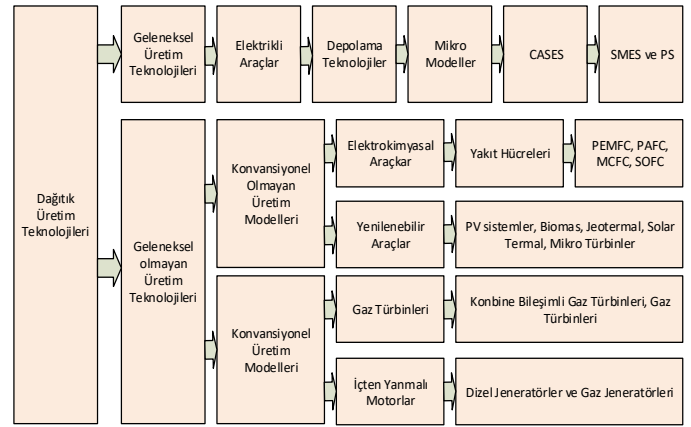 Dağıtık
Üretim
Teknolojileri
Geleneksel
Üretim
Teknolojileri
Elektrikli
Araçlar
Depolama
Teknolojiler
Mikro
Modeller
CASES
SMES ve PS
Geleneksel
olmayan
Üretim
Teknolojileri
Konvansiyonel
Olmayan
Üretim
Modelleri
Elektrokimyasal
Araçkar
Yakıt Hücreleri
PEMFC, PAFC,
MCFC, SOFC
Yenilenebilir
Araçlar
PV sistemler, Biomas, Jeotermal, Solar
Termal, Mikro Türbinler
Konvansiyonel
Üretim
Modelleri
Gaz Türbinleri
Konbine Bileşimli Gaz Türbinleri, Gaz
Türbinleri
İçten Yanmalı
Motorlar
Dizel Jeneratörler ve Gaz Jeneratörleri